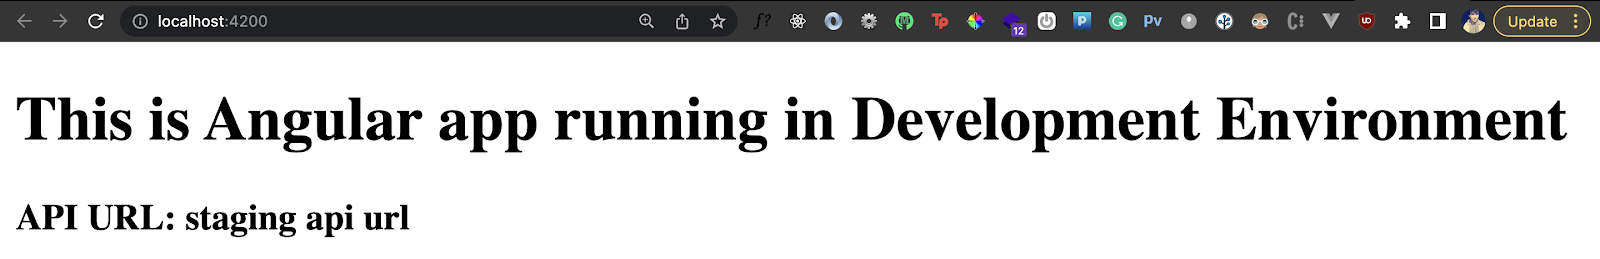 localhost:4200
f?
Tp
12
P
G
Pv
C
UD
Update
This is Angular app running in Development Environment
API URL: staging api url